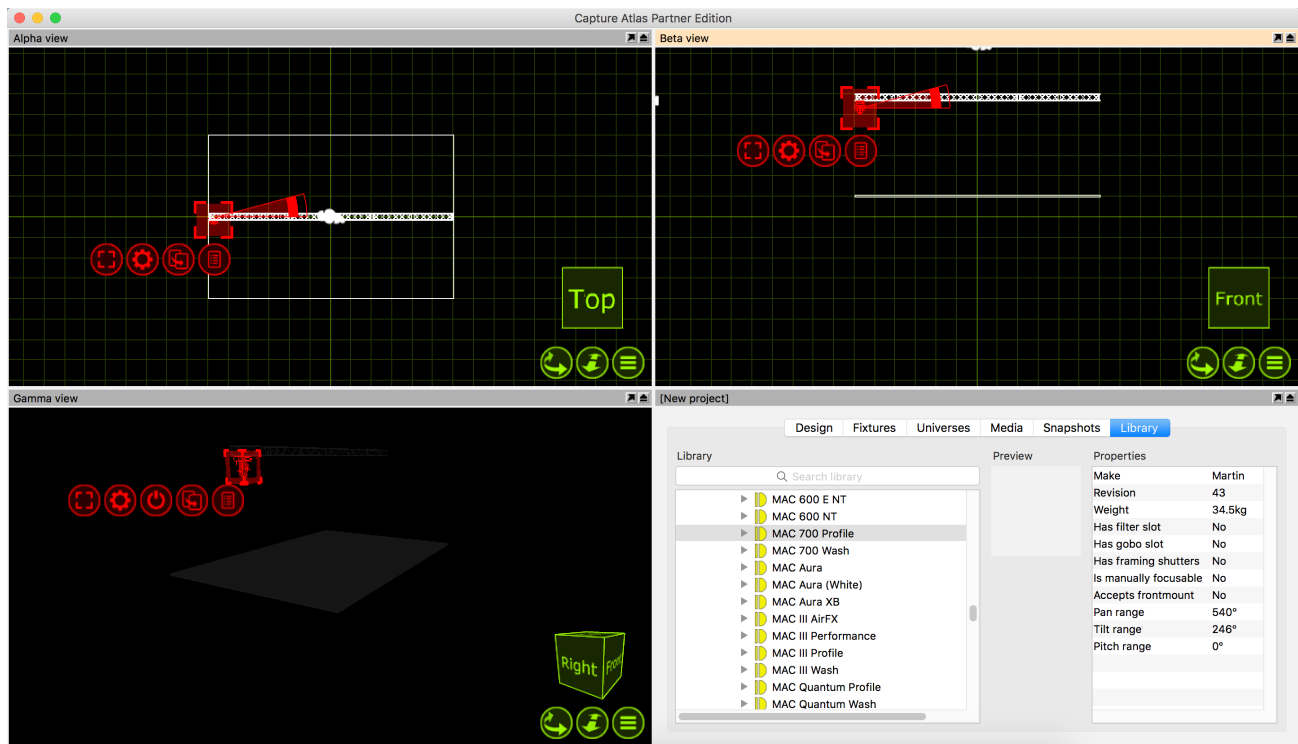 Capture Atlas Partner Edition
Alpha view
Beta view
Top
Front
Gamma view
Right
Front
[New project]
Design Fixtures Universes Media Snapshots Library
Library
Search library
MAC 600 E NT
MAC 600 NT
MAC 700 Profile
MAC 700 Wash
MAC Aura
MAC Aura (White)
MAC Aura XB
MAC III AirFX
MAC III Performance
MAC III Profile
MAC III Wash
MAC Quantum Profile
MAC Quantum Wash
Preview
Properties
Make Martin
Revision 43
Weight 34.5kg
Has filter slot No
Has gobo slot No
Has framing shutters No
Is manually focusable No
Accepts frontmount No
Pan range 540°
Tilt range 246°
Pitch range 0°